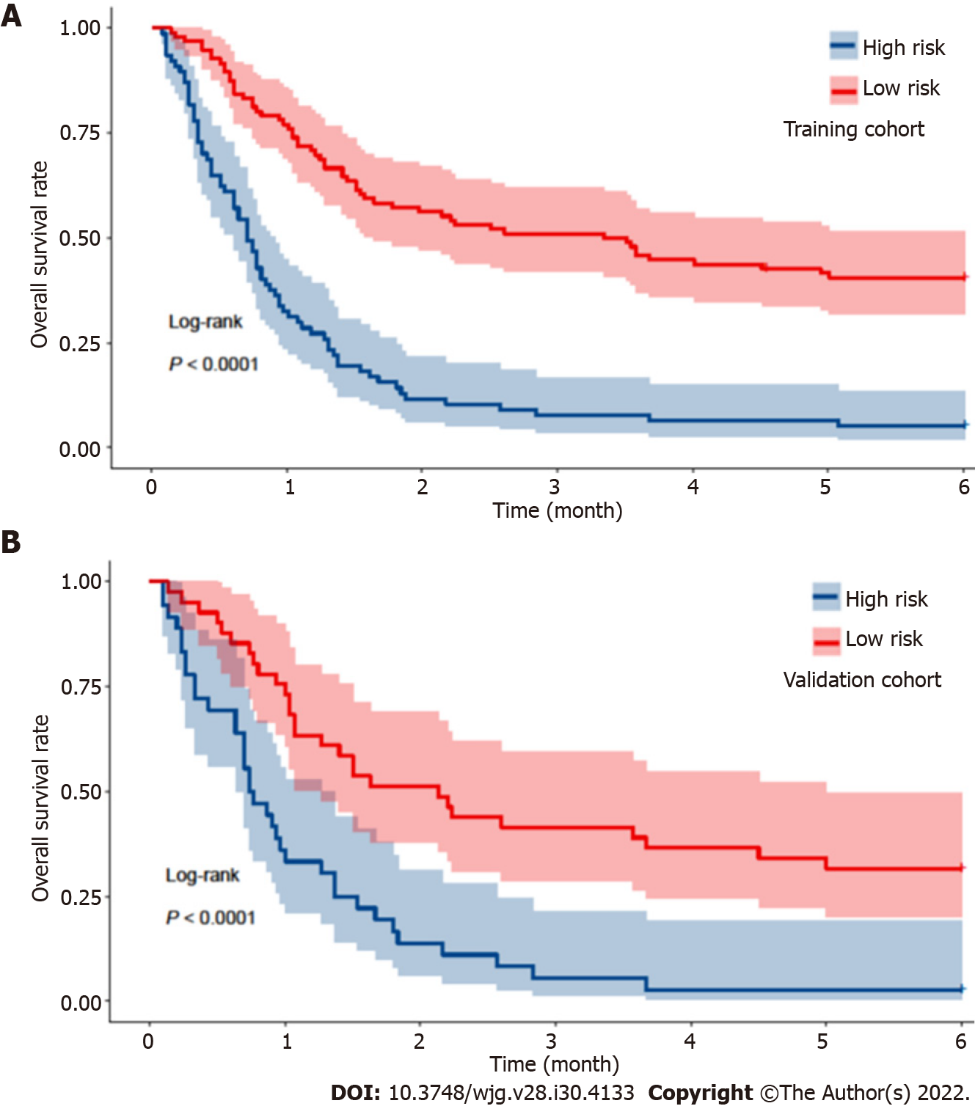 A
1.00
0.75
0.50
0.25
0.00
Overall survival rate
High risk
Low risk
Training cohort
Log-rank
P < 0.0001
0 1 2 3 4 5 6
Time (month)
B
1.00
0.75
0.50
0.25
0.00
Overall survival rate
High risk
Low risk
Validation cohort
Log-rank
P < 0.0001
0 1 2 3 4 5 6
Time (month)
DOI: 10.3748/wjg.v28.i30.4133 Copyright ©The Author(s) 2022.